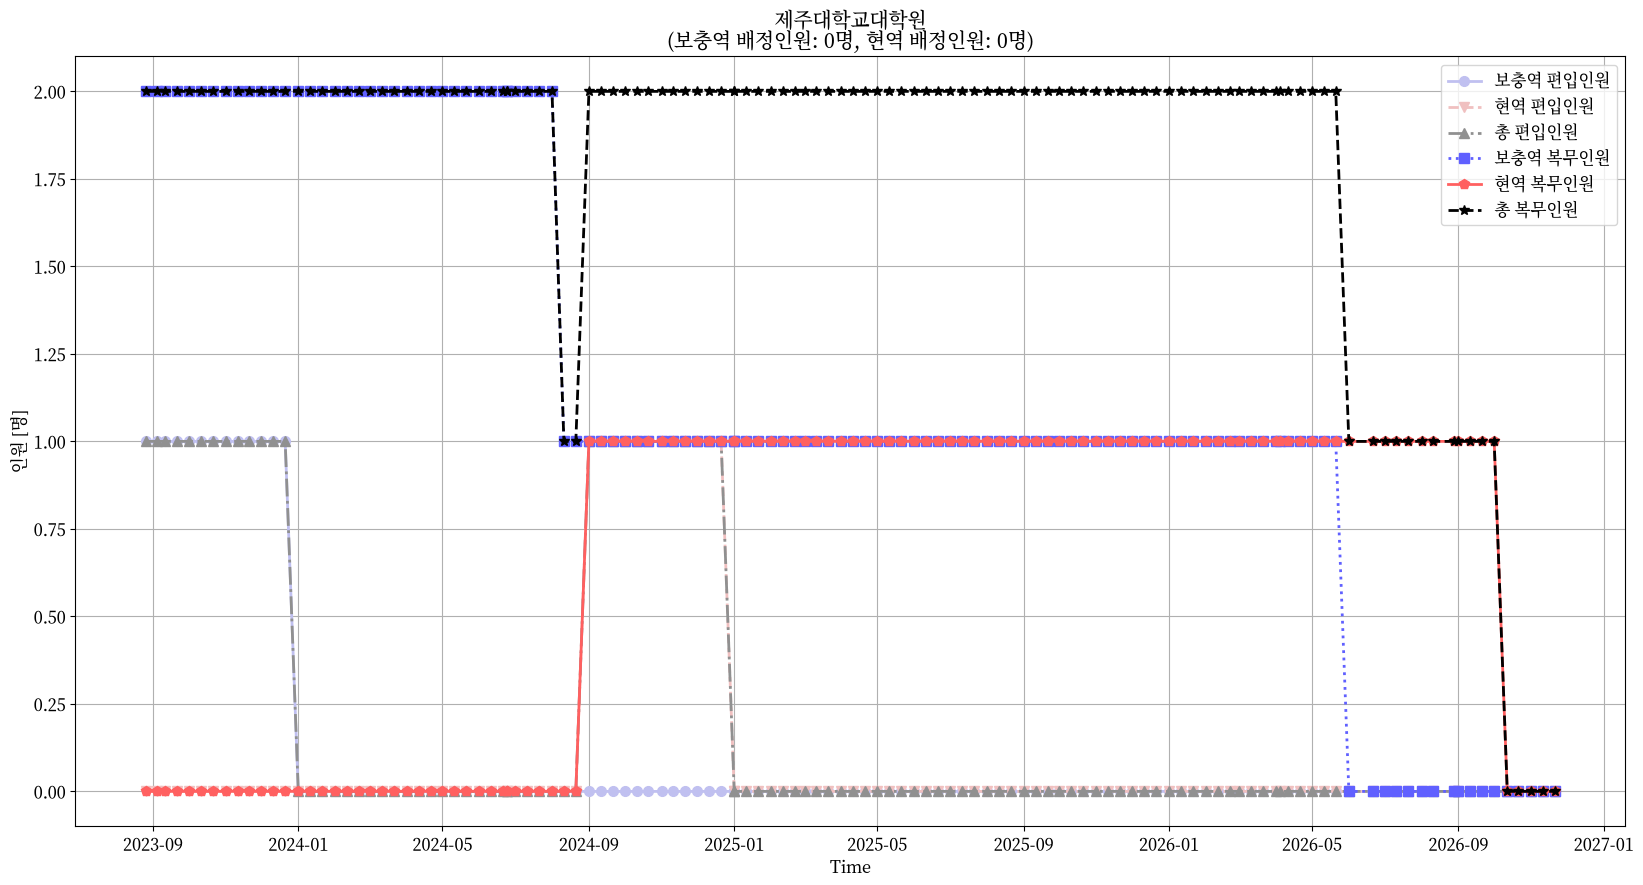 제주대학교대학원
(보충역 배정인원: 0명, 현역 배정인원: 0명)
보충역 편입인원
현역 편입인원
총 편입인원
보충역 복무인원
현역 복무인원
총 복무인원
인원 [명]
2.00
1.75
1.50
1.25
1.00
0.75
0.50
0.25
0.00
2023-09
2024-01
2024-05
2024-09
2025-01
2025-05
2025-09
2026-01
2026-05
2026-09
2027-01
Time